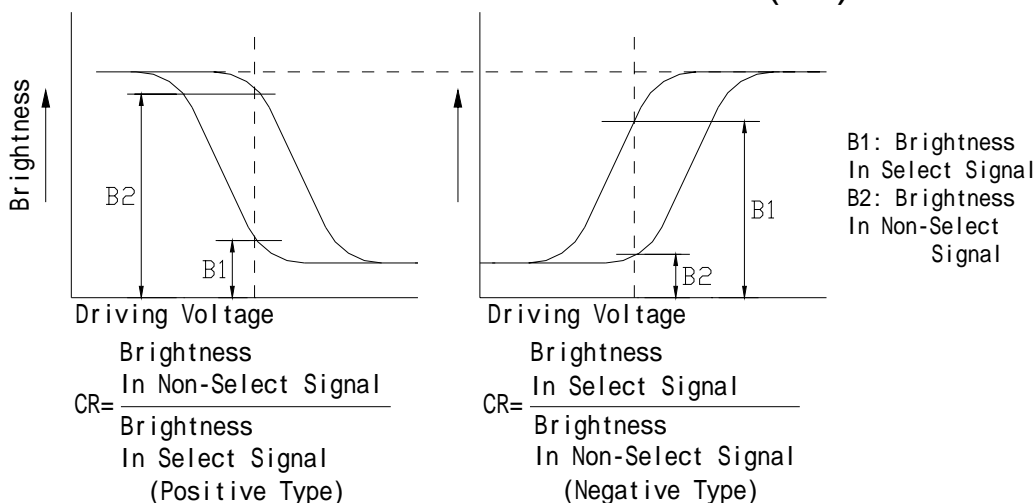 Brightness
B2
B1
B1
B2
B1: Brightness
In Select Signal
B2: Brightness
In Non-Select
Signal
Driving Voltage
Driving Voltage
Brightness
In Non-Select Signal
CR=
Brightness
In Select Signal
(Positive Type)
Brightness
In Select Signal
CR=
Brightness
In Non-Select Signal
(Negative Type)